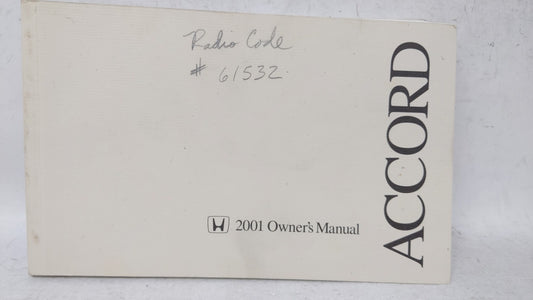 Radio Code
# 61532
ACCORD
2001 Owner's Manual